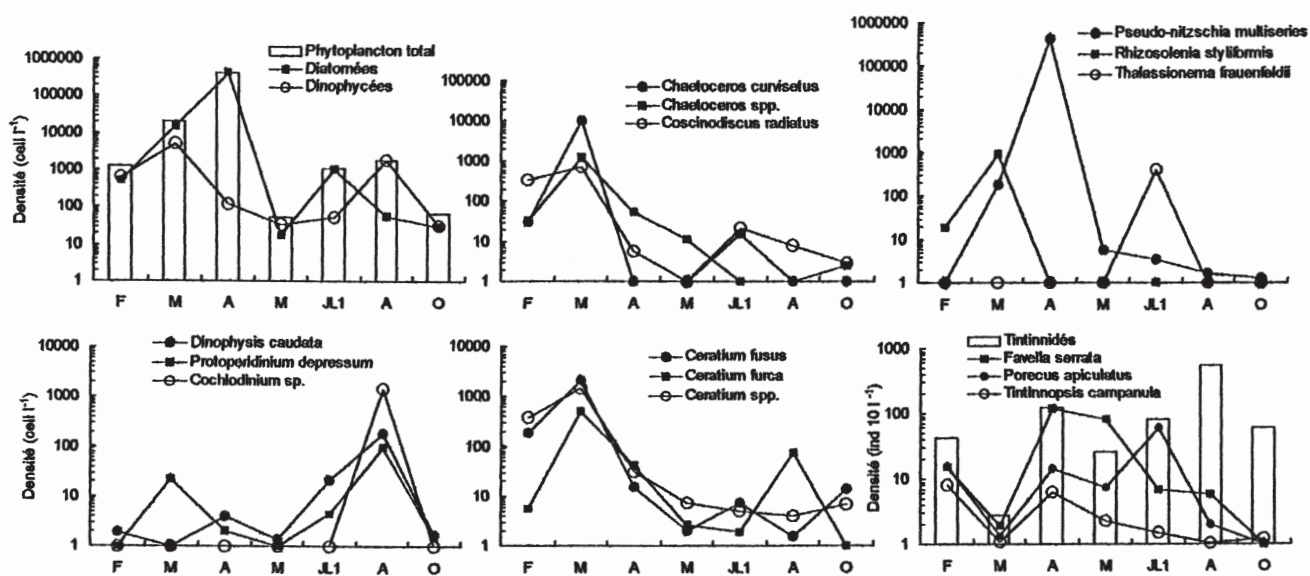 Phytoplancton total
Diatomées
Dinophycées
Densité (cell l⁻¹)
1000000
100000
10000
1000
100
10
1
F M A M JL1 A O
Chaetoceros curvisetus
Chaetoceros spp.
Coscinodiscus radiatus
100000
10000
1000
100
10
1
F M A M JL1 A O
Pseudo-nitzschia multiseries
Rhizosolenia styliformis
Thalassionema frauenfeldii
1000000
100000
10000
1000
100
10
1
F M A M JL1 A O
Dinophysis caudata
Protoperidinium depressum
Cochlodinium sp.
Densité (cell l⁻¹)
10000
1000
100
10
1
F M A M JL1 A O
Ceratium fusus
Ceratium furca
Ceratium spp.
10000
1000
100
10
1
F M A M JL1 A O
Tintinnidés
Favella serrata
Porecus apiculatus
Tintinnopsis campanula
Densité (ind 10 l⁻¹)
1000
100
10
1
F M A M JL1 A O